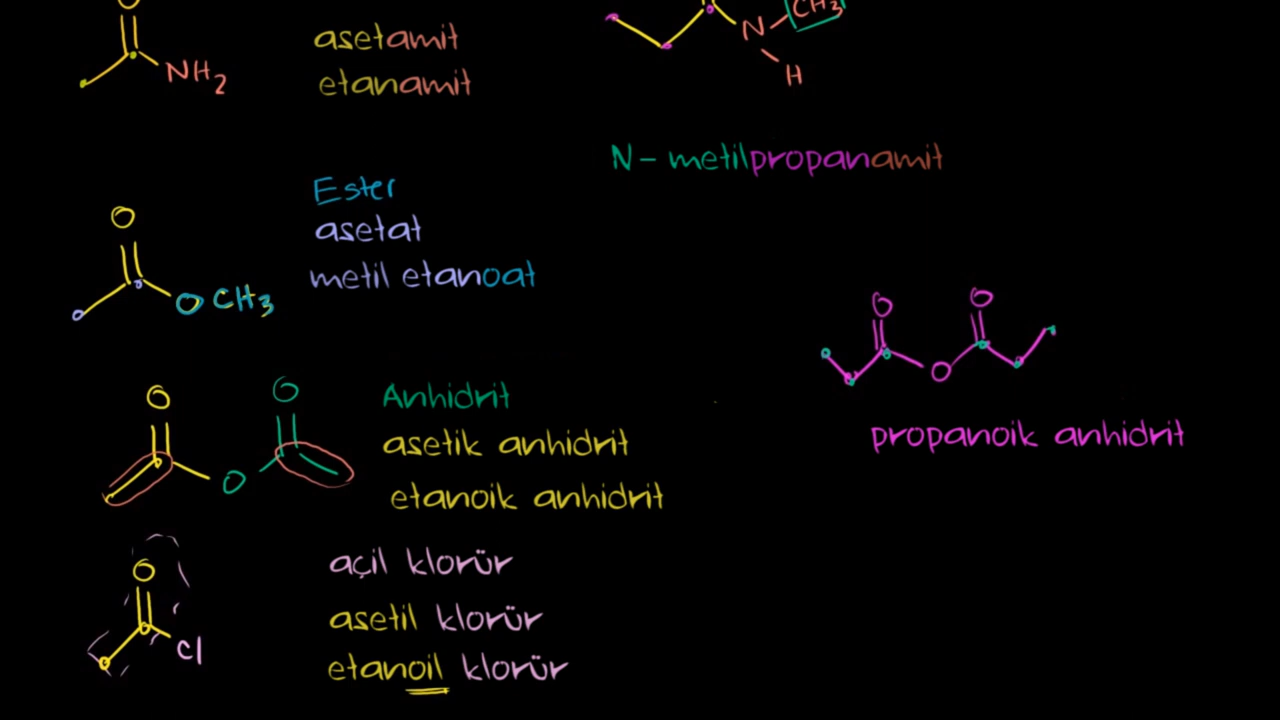 O
NH2
asetamit
etanamit
CH3
N
H
N - metilpropanamit
O
O CH3
Ester
asetat
metil etanoat
O
O
O
Anhidrit
asetik anhidrit
etanoik anhidrit
O
O
O
propanoik anhidrit
O
Cl
açil klorür
asetil klorür
etanoil klorür